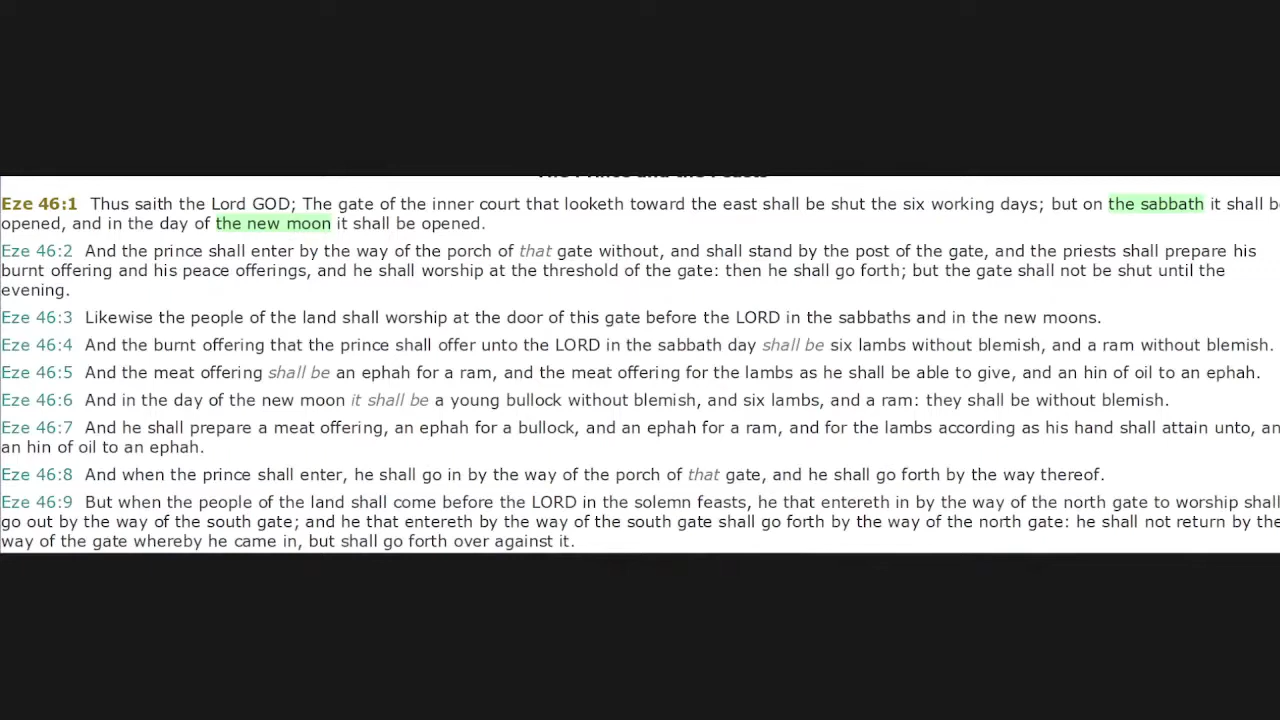 The Prince and the Feasts
Eze 46:1 Thus saith the Lord GOD; The gate of the inner court that looketh toward the east shall be shut the six working days; but on the sabbath it shall b
opened, and in the day of the new moon it shall be opened.
Eze 46:2 And the prince shall enter by the way of the porch of that gate without, and shall stand by the post of the gate, and the priests shall prepare his
burnt offering and his peace offerings, and he shall worship at the threshold of the gate: then he shall go forth; but the gate shall not be shut until the
evening.
Eze 46:3 Likewise the people of the land shall worship at the door of this gate before the LORD in the sabbaths and in the new moons.
Eze 46:4 And the burnt offering that the prince shall offer unto the LORD in the sabbath day shall be six lambs without blemish, and a ram without blemish.
Eze 46:5 And the meat offering shall be an ephah for a ram, and the meat offering for the lambs as he shall be able to give, and an hin of oil to an ephah.
Eze 46:6 And in the day of the new moon it shall be a young bullock without blemish, and six lambs, and a ram: they shall be without blemish.
Eze 46:7 And he shall prepare a meat offering, an ephah for a bullock, and an ephah for a ram, and for the lambs according as his hand shall attain unto, an
an hin of oil to an ephah.
Eze 46:8 And when the prince shall enter, he shall go in by the way of the porch of that gate, and he shall go forth by the way thereof.
Eze 46:9 But when the people of the land shall come before the LORD in the solemn feasts, he that entereth in by the way of the north gate to worship shall
go out by the way of the south gate; and he that entereth by the way of the south gate shall go forth by the way of the north gate: he shall not return by the
way of the gate whereby he came in, but shall go forth over against it.